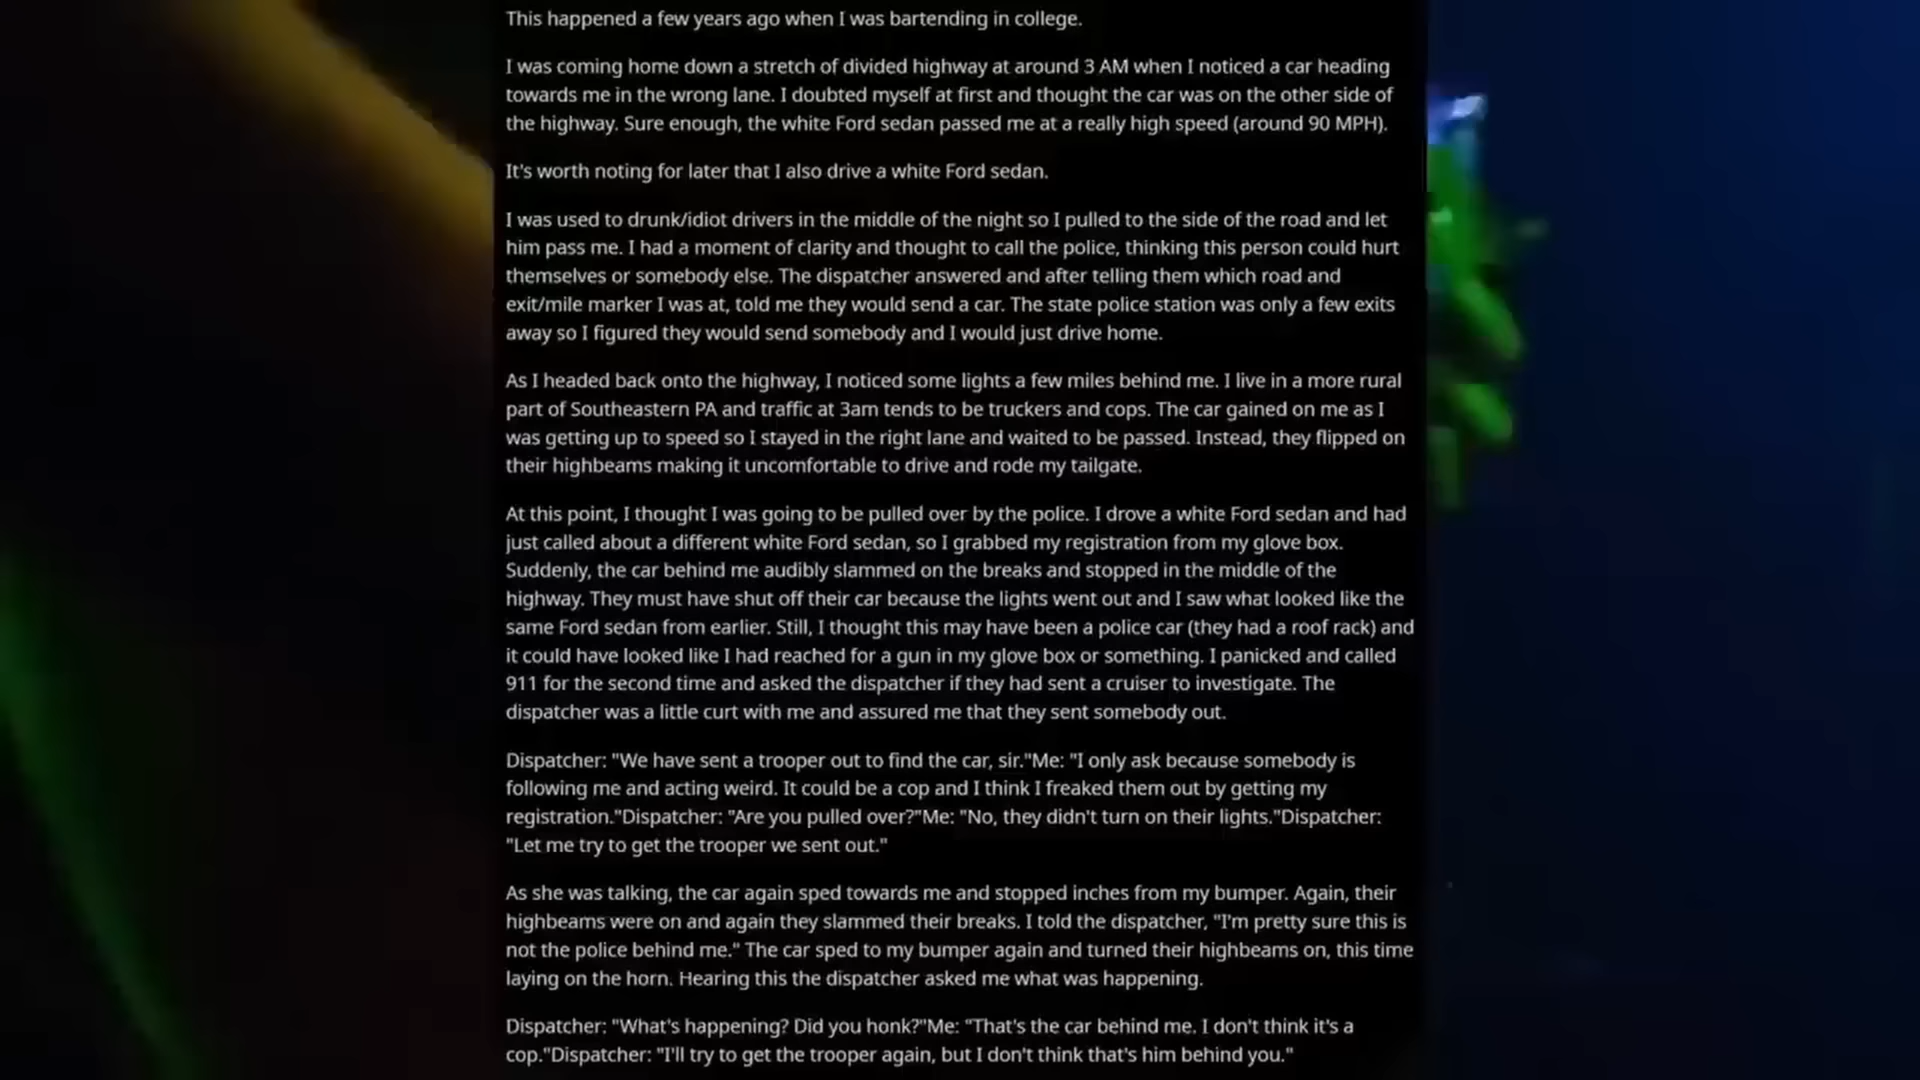 This happened a few years ago when I was bartending in college.
I was coming home down a stretch of divided highway at around 3 AM when I noticed a car heading
towards me in the wrong lane. I doubted myself at first and thought the car was on the other side of
the highway. Sure enough, the white Ford sedan passed me at a really high speed (around 90 MPH).
It's worth noting for later that I also drive a white Ford sedan.
I was used to drunk/idiot drivers in the middle of the night so I pulled to the side of the road and let
him pass me. I had a moment of clarity and thought to call the police, thinking this person could hurt
themselves or somebody else. The dispatcher answered and after telling them which road and
exit/mile marker I was at, told me they would send a car. The state police station was only a few exits
away so I figured they would send somebody and I would just drive home.
As I headed back onto the highway, I noticed some lights a few miles behind me. I live in a more rural
part of Southeastern PA and traffic at 3am tends to be truckers and cops. The car gained on me as I
was getting up to speed so I stayed in the right lane and waited to be passed. Instead, they flipped on
their highbeams making it uncomfortable to drive and rode my tailgate.
At this point, I thought I was going to be pulled over by the police. I drove a white Ford sedan and had
just called about a different white Ford sedan, so I grabbed my registration from my glove box.
Suddenly, the car behind me audibly slammed on the breaks and stopped in the middle of the
highway. They must have shut off their car because the lights went out and I saw what looked like the
same Ford sedan from earlier. Still, I thought this may have been a police car (they had a roof rack) and
it could have looked like I had reached for a gun in my glove box or something. I panicked and called
911 for the second time and asked the dispatcher if they had sent a cruiser to investigate. The
dispatcher was a little curt with me and assured me that they sent somebody out.
Dispatcher: "We have sent a trooper out to find the car, sir."Me: "I only ask because somebody is
following me and acting weird. It could be a cop and I think I freaked them out by getting my
registration."Dispatcher: "Are you pulled over?"Me: "No, they didn't turn on their lights."Dispatcher:
"Let me try to get the trooper we sent out."
As she was talking, the car again sped towards me and stopped inches from my bumper. Again, their
highbeams were on and again they slammed their breaks. I told the dispatcher, "I'm pretty sure this is
not the police behind me." The car sped to my bumper again and turned their highbeams on, this time
laying on the horn. Hearing this the dispatcher asked me what was happening.
Dispatcher: "What's happening? Did you honk?"Me: "That's the car behind me. I don't think it's a
cop."Dispatcher: "I'll try to get the trooper again, but I don't think that's him behind you."